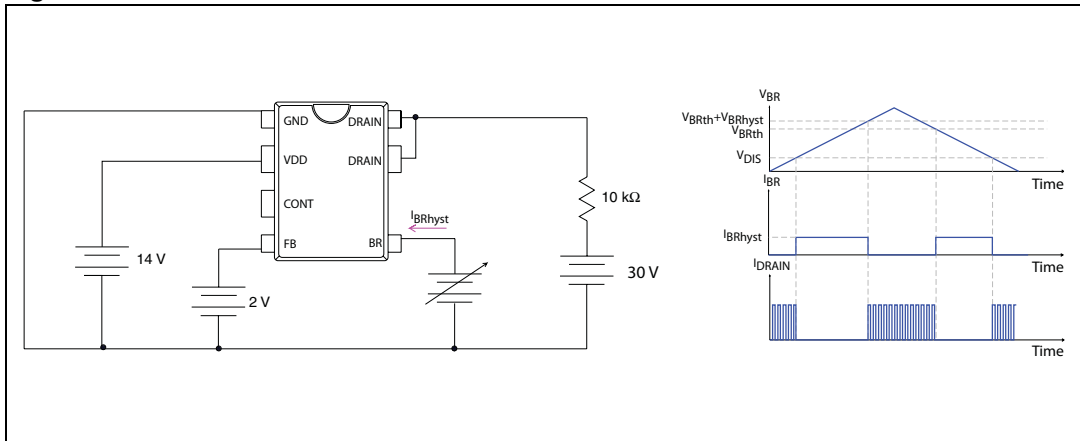 GND
DRAIN
VDD
DRAIN
CONT
FB
BR
IBRhyst
14 V
2 V
10 kΩ
30 V
VBR
VBRth+VBRhyst
VBRth
VDIS
Time
IBR
IBRhyst
Time
IDRAIN
Time